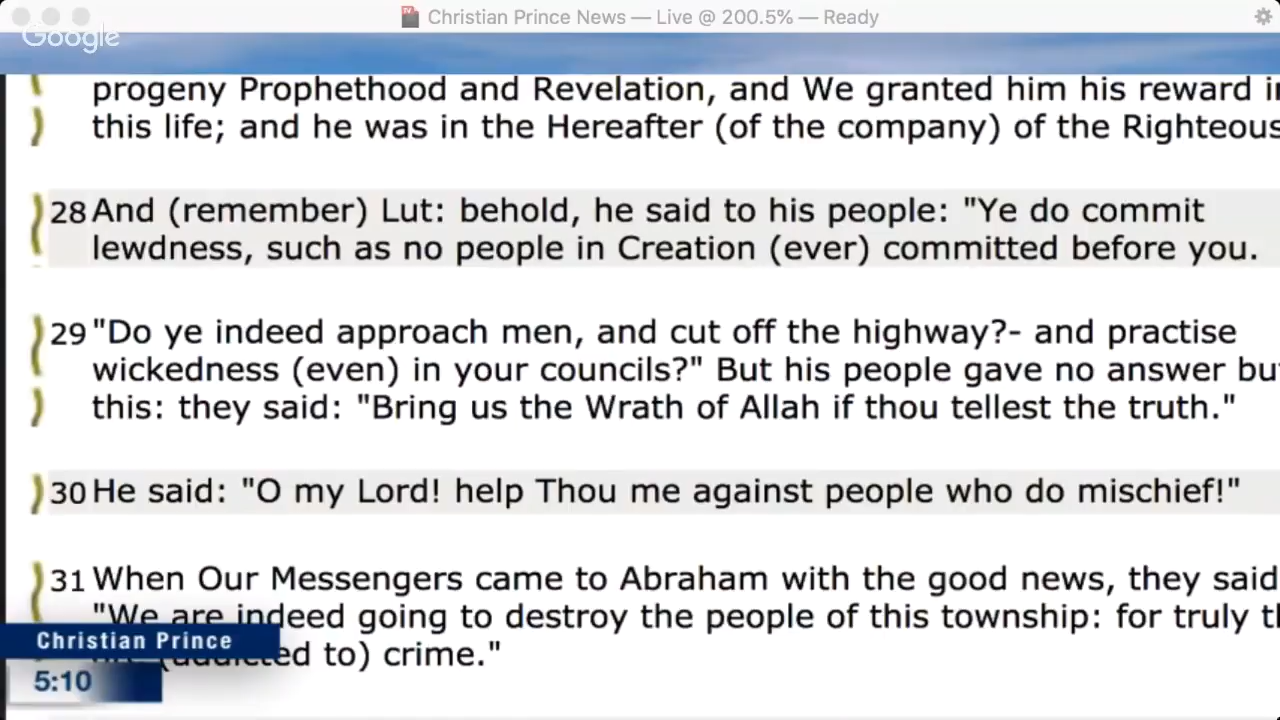 Christian Prince News — Live @ 200.5% — Ready
Google
progeny Prophethood and Revelation, and We granted him his reward
this life; and he was in the Hereafter (of the company) of the Righteous
28 And (remember) Lut: behold, he said to his people: "Ye do commit
lewdness, such as no people in Creation (ever) committed before you.
29 "Do ye indeed approach men, and cut off the highway?- and practise
wickedness (even) in your councils?" But his people gave no answer
this: they said: "Bring us the Wrath of Allah if thou tellest the truth."
30 He said: "O my Lord! help Thou me against people who do mischief!"
31 When Our Messengers came to Abraham with the good news, they said
"We are indeed going to destroy the people of this township: for truly
(addicted to) crime."
Christian Prince
5:10